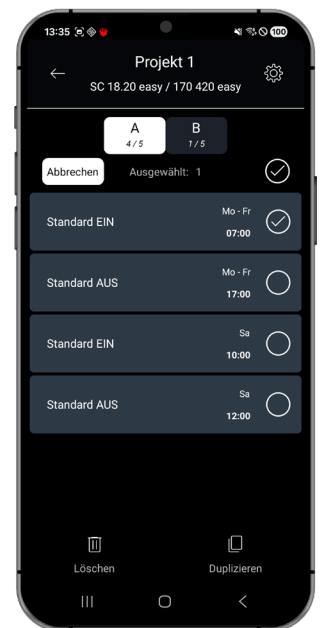 13:35 100
Projekt 1
SC 18.20 easy / 170 420 easy
A B
4 / 5 1 / 5
Abbrechen Ausgewählt: 1
Mo - Fr
Standard EIN
07:00
Mo - Fr
Standard AUS
17:00
Sa
Standard EIN
10:00
Sa
Standard AUS
12:00
Löschen Duplizieren